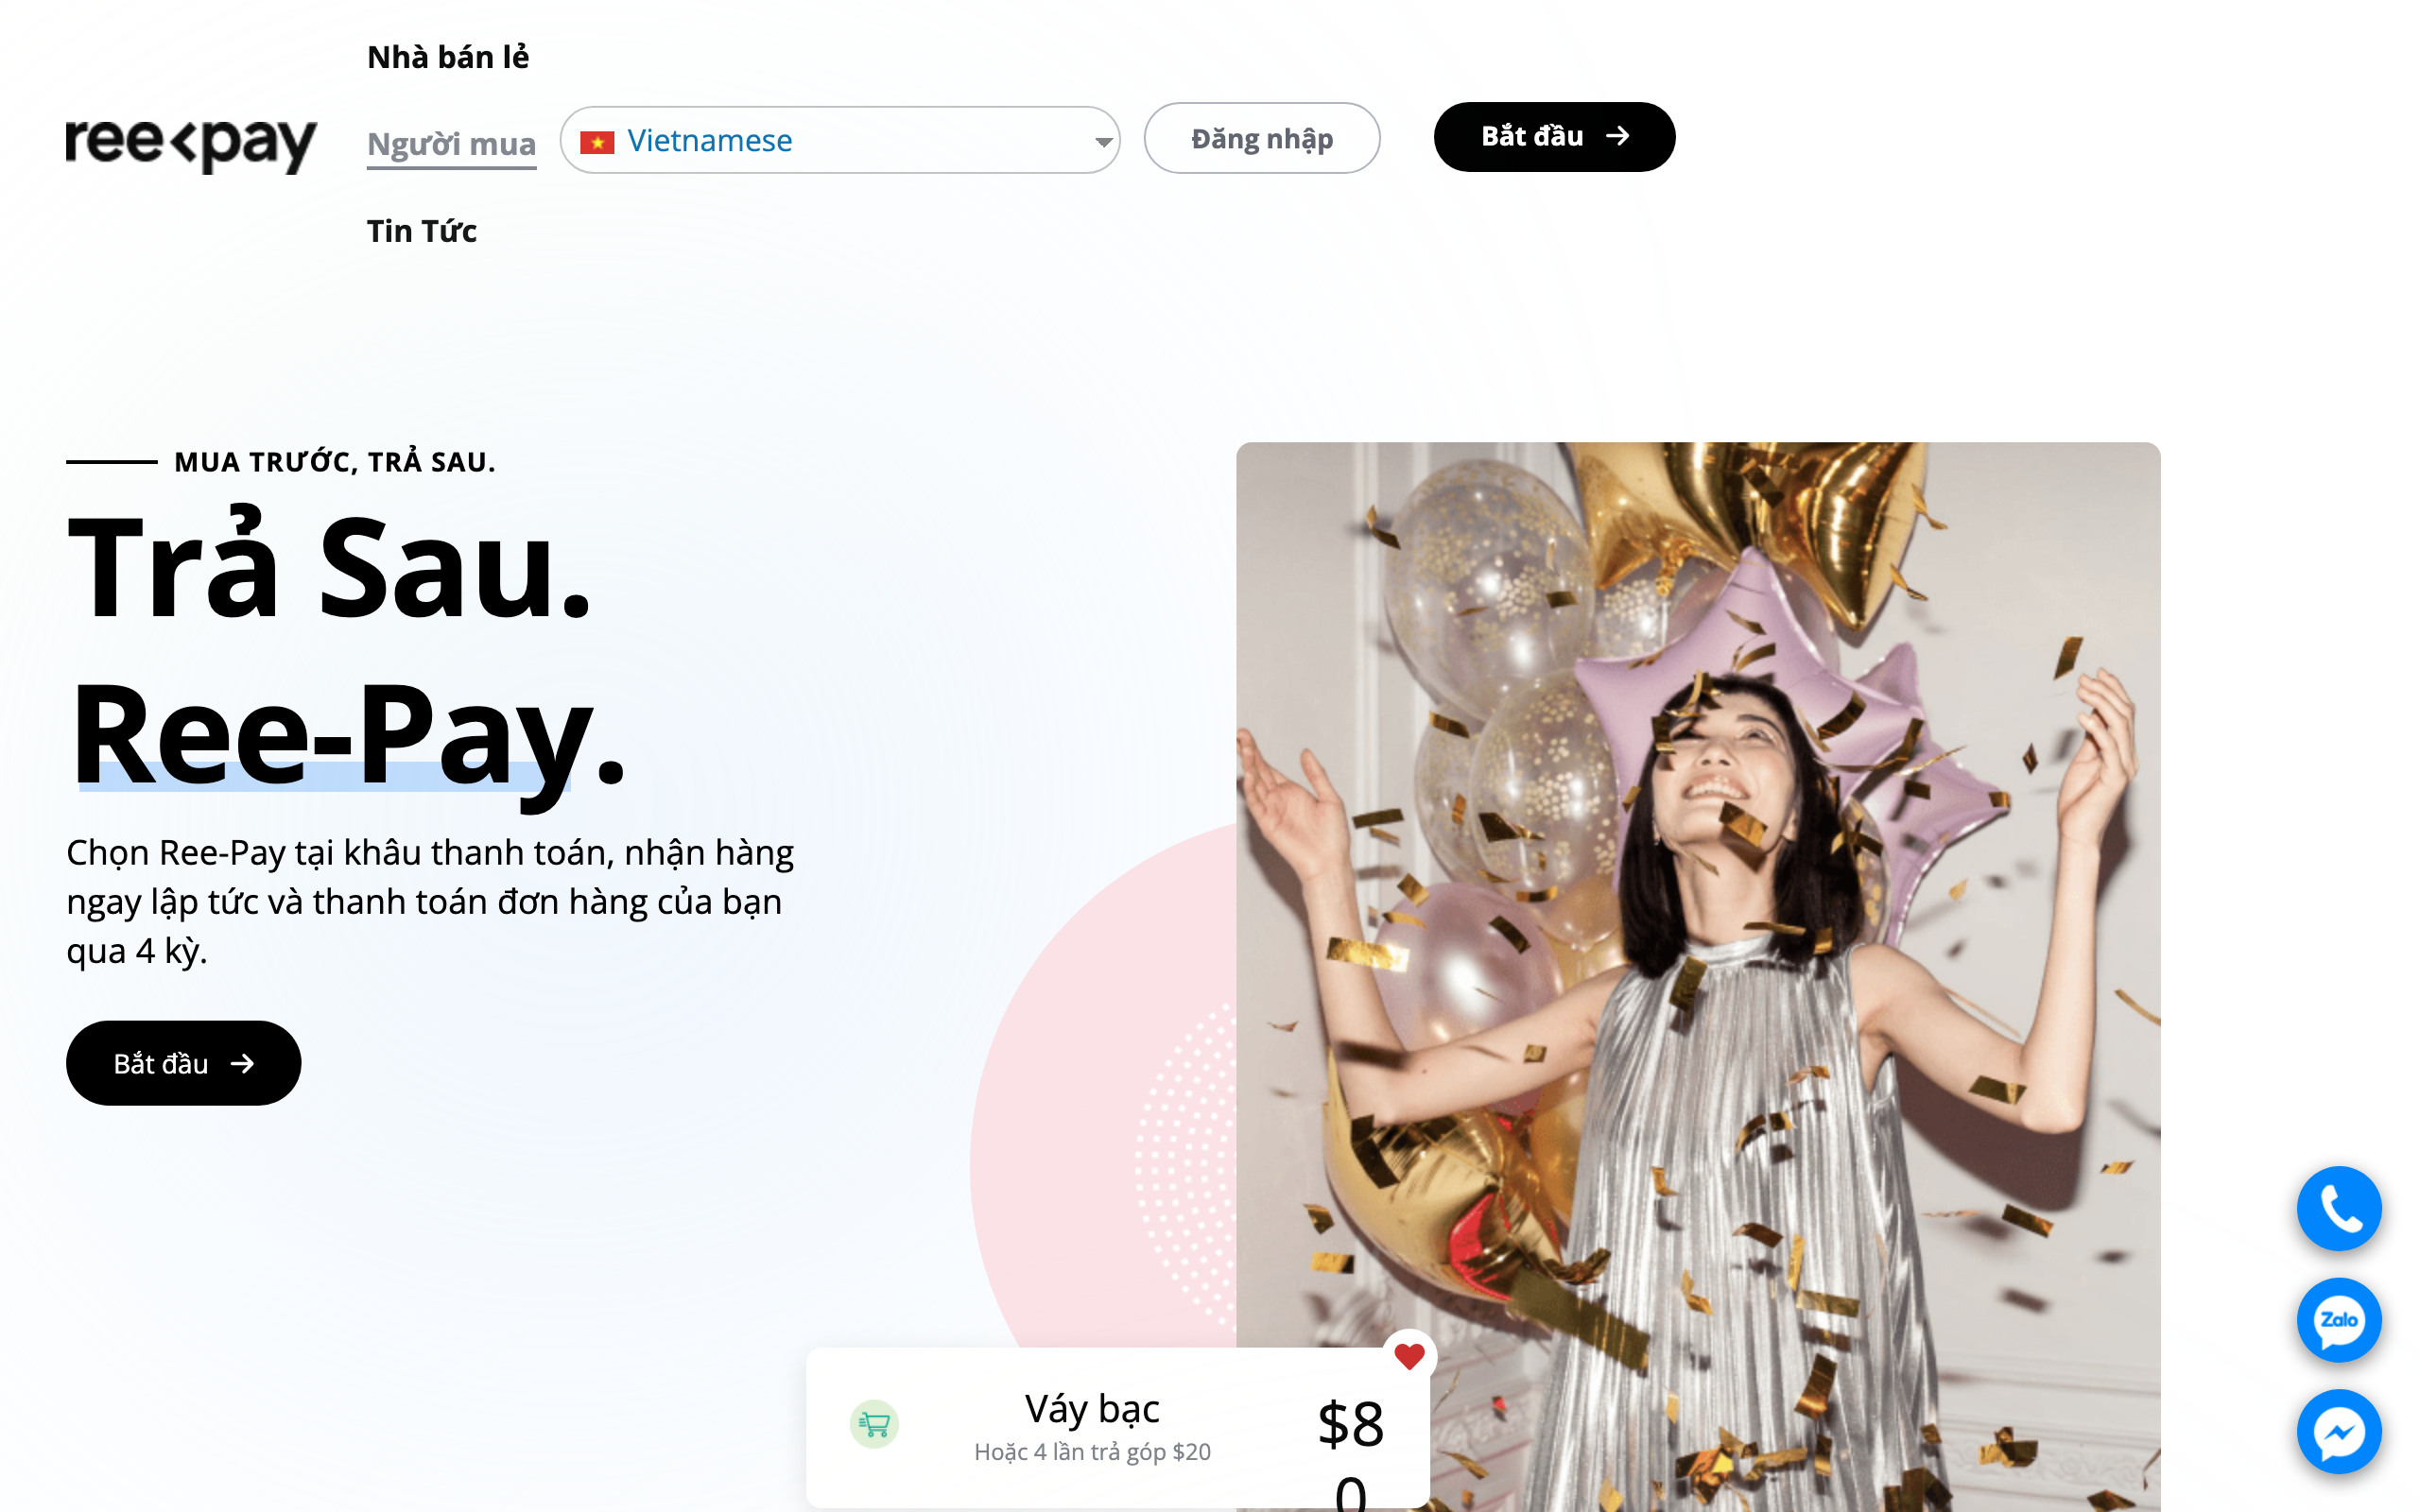 Nhà bán lẻ
ree<pay
Người mua
Vietnamese
Đăng nhập
Bắt đầu
Tin Tức
MUA TRƯỚC, TRẢ SAU.
Trả Sau.
Ree-Pay.
Chọn Ree-Pay tại khâu thanh toán, nhận hàng
ngay lập tức và thanh toán đơn hàng của bạn
qua 4 kỳ.
Bắt đầu
Zalo
Váy bạc
Hoặc 4 lần trả góp $20
$8
0